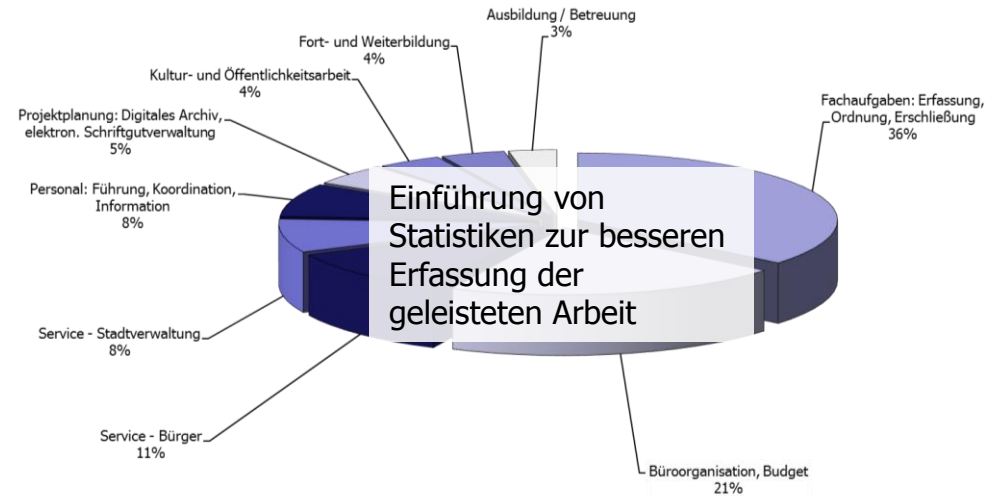 Ausbildung / Betreuung
3%
Fort- und Weiterbildung
4%
Kultur- und Öffentlichkeitsarbeit
4%
Projektplanung: Digitales Archiv,
elektron. Schriftgutverwaltung
5%
Personal: Führung, Koordination,
Information
8%
Service - Stadtverwaltung
8%
Service - Bürger
11%
Büroorganisation, Budget
21%
Fachaufgaben: Erfassung,
Ordnung, Erschließung
36%
Einführung von
Statistiken zur besseren
Erfassung der
geleisteten Arbeit